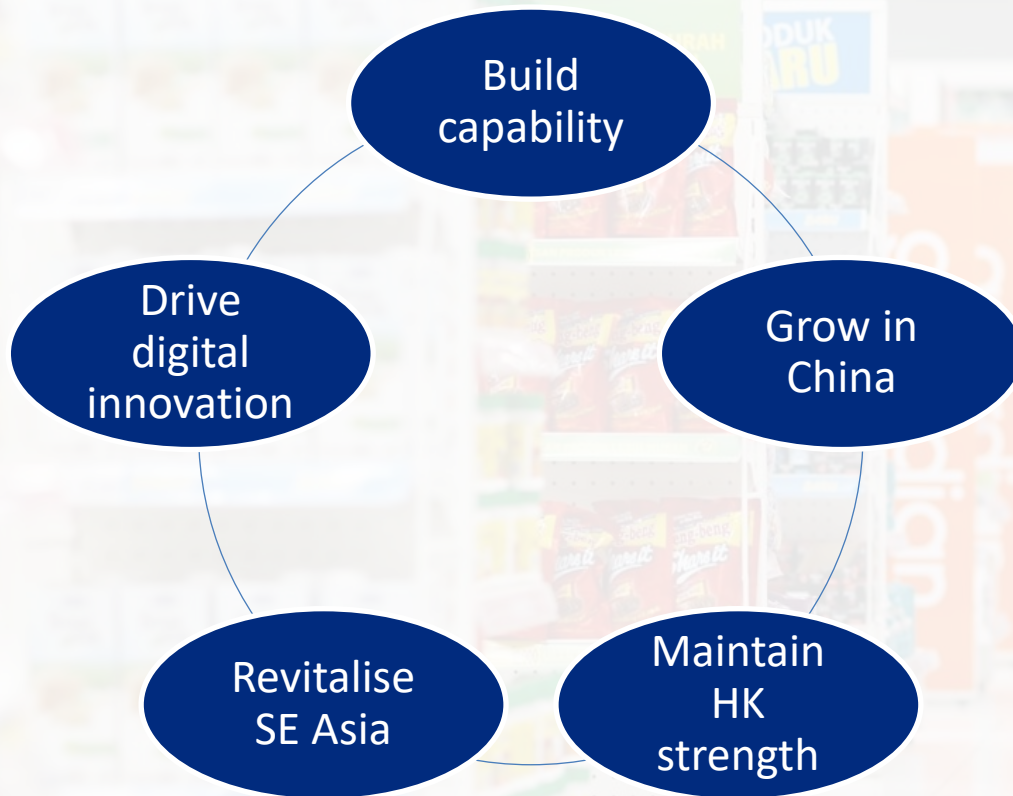 Build
capability
Grow in
China
Maintain
HK
strength
Revitalise
SE Asia
Drive
digital
innovation